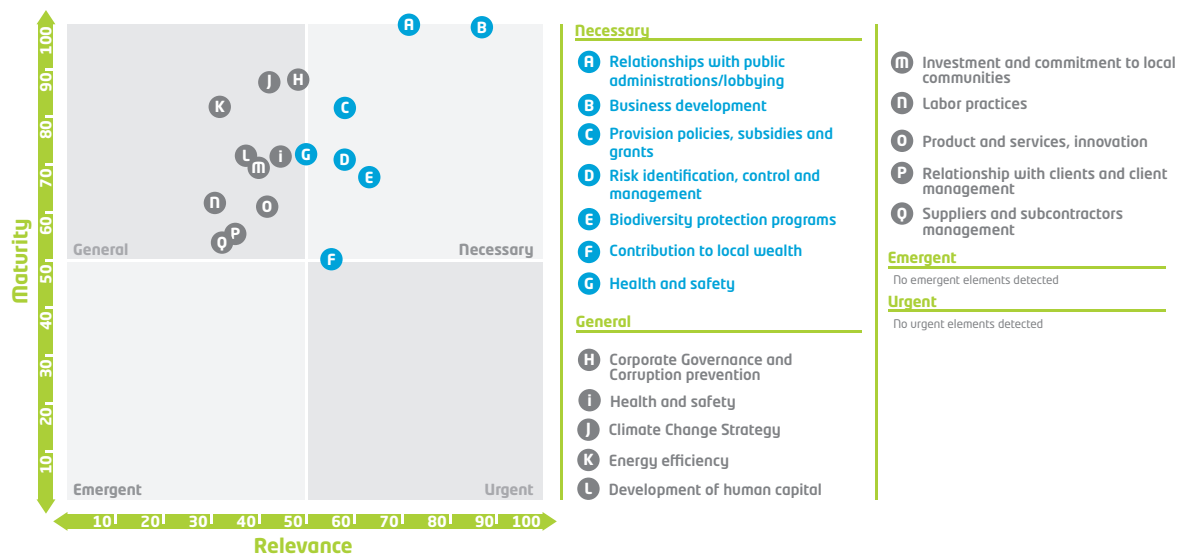 Maturity
100
90
80
70
60
50
40
30
20
10
A
B
J
H
K
C
L
M
i
G
D
E
N
O
P
Q
F
General
Necessary
Emergent
Urgent
10 20 30 40 50 60 70 80 90 100
Relevance
Necessary
A Relationships with public
administrations/lobbying
B Business development
C Provision policies, subsidies and
grants
D Risk identification, control and
management
E Biodiversity protection programs
F Contribution to local wealth
G Health and safety
General
H Corporate Governance and
Corruption prevention
i Health and safety
J Climate Change Strategy
K Energy efficiency
L Development of human capital
M Investment and commitment to local
communities
N Labor practices
O Product and services, innovation
P Relationship with clients and client
management
Q Suppliers and subcontractors
management
Emergent
No emergent elements detected
Urgent
No urgent elements detected